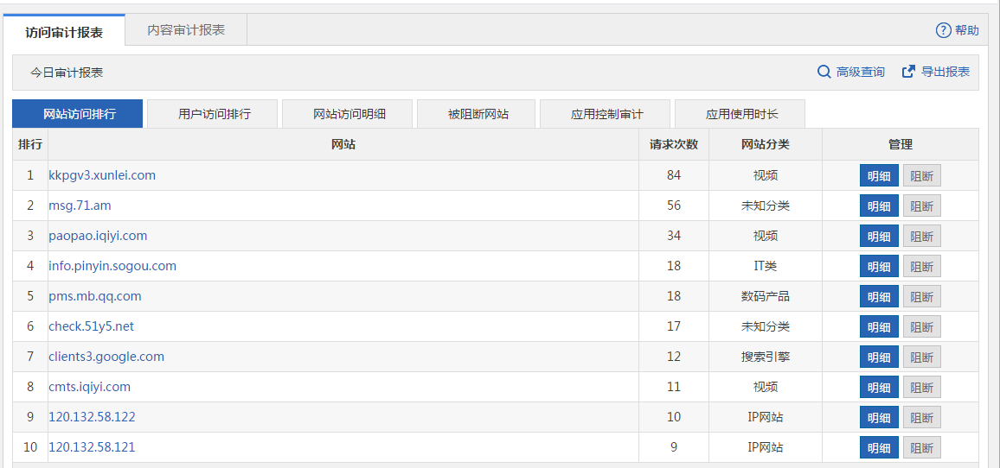 访问审计报表 内容审计报表 帮助
今日审计报表 高级查询 导出报表
网站访问排行 用户访问排行 网站访问明细 被阻断网站 应用控制审计 应用使用时长
排行 网站 请求次数 网站分类 管理
1 kkpgv3.xunlei.com 84 视频 明细 阻断
2 msg.71.am 56 未知分类 明细 阻断
3 paopao.iqiyi.com 34 视频 明细 阻断
4 info.pinyin.sogou.com 18 IT类 明细 阻断
5 pms.mb.qq.com 18 数码产品 明细 阻断
6 check.51y5.net 17 未知分类 明细 阻断
7 clients3.google.com 12 搜索引擎 明细 阻断
8 cmts.iqiyi.com 11 视频 明细 阻断
9 120.132.58.122 10 IP网站 明细 阻断
10 120.132.58.121 9 IP网站 明细 阻断